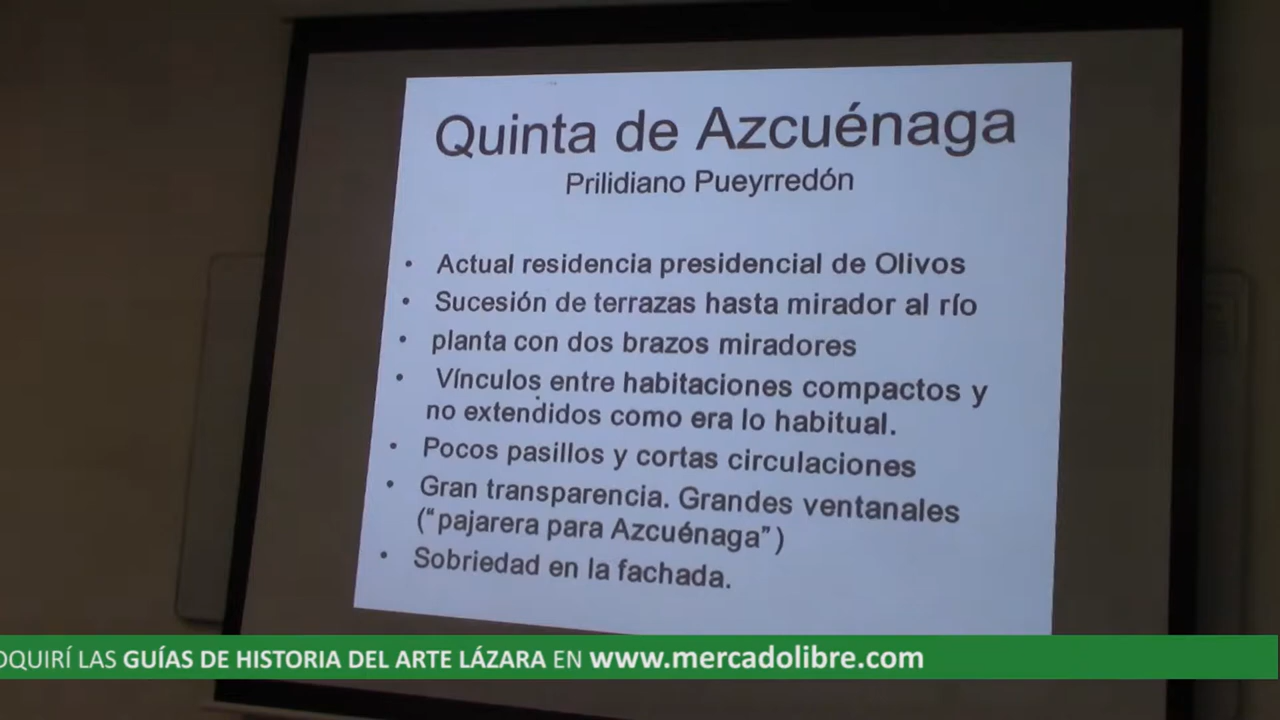 Quinta de Azcuénaga
Prilidiano Pueyrredón
• Actual residencia presidencial de Olivos
• Sucesión de terrazas hasta mirador al río
• planta con dos brazos miradores
• Vínculos entre habitaciones compactos y
no extendidos como era lo habitual.
• Pocos pasillos y cortas circulaciones
• Gran transparencia. Grandes ventanales
(“pajarera para Azcuénaga”)
• Sobriedad en la fachada.
DQUIRÍ LAS GUÍAS DE HISTORIA DEL ARTE LÁZARA EN www.mercadolibre.com